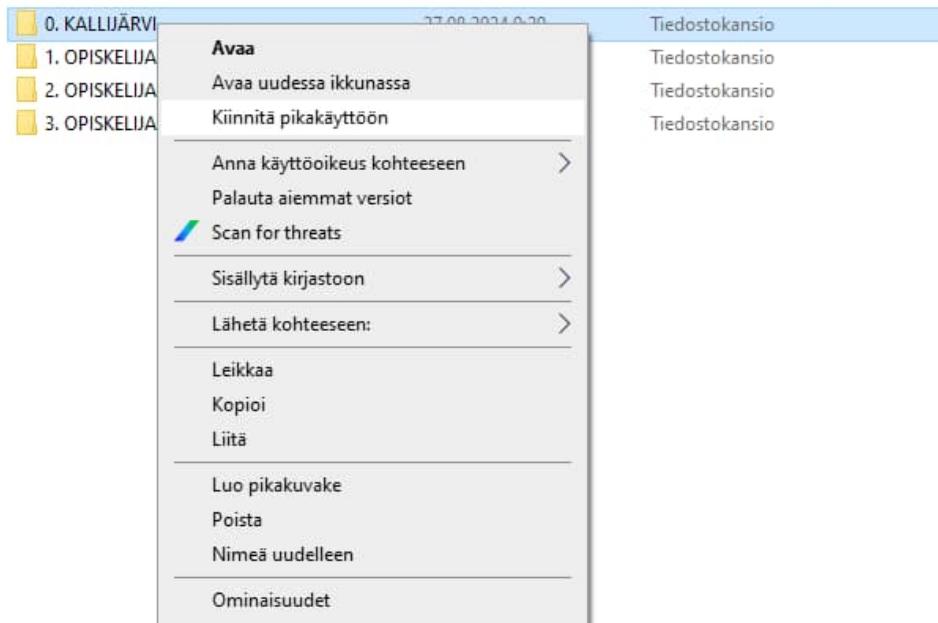 0. KALLIJÄRVI
Tiedostokansio
1. OPISKELIJA
Tiedostokansio
2. OPISKELIJA
Tiedostokansio
3. OPISKELIJA
Tiedostokansio
Avaa
Avaa uudessa ikkunassa
Kiinnitä pikakäyttöön
Anna käyttöoikeus kohteeseen
Palauta aiemmat versiot
Scan for threats
Sisällytä kirjastoon
Lähetä kohteeseen:
Leikkaa
Kopioi
Liitä
Luo pikakuvake
Poista
Nimeä uudelleen
Ominaisuudet